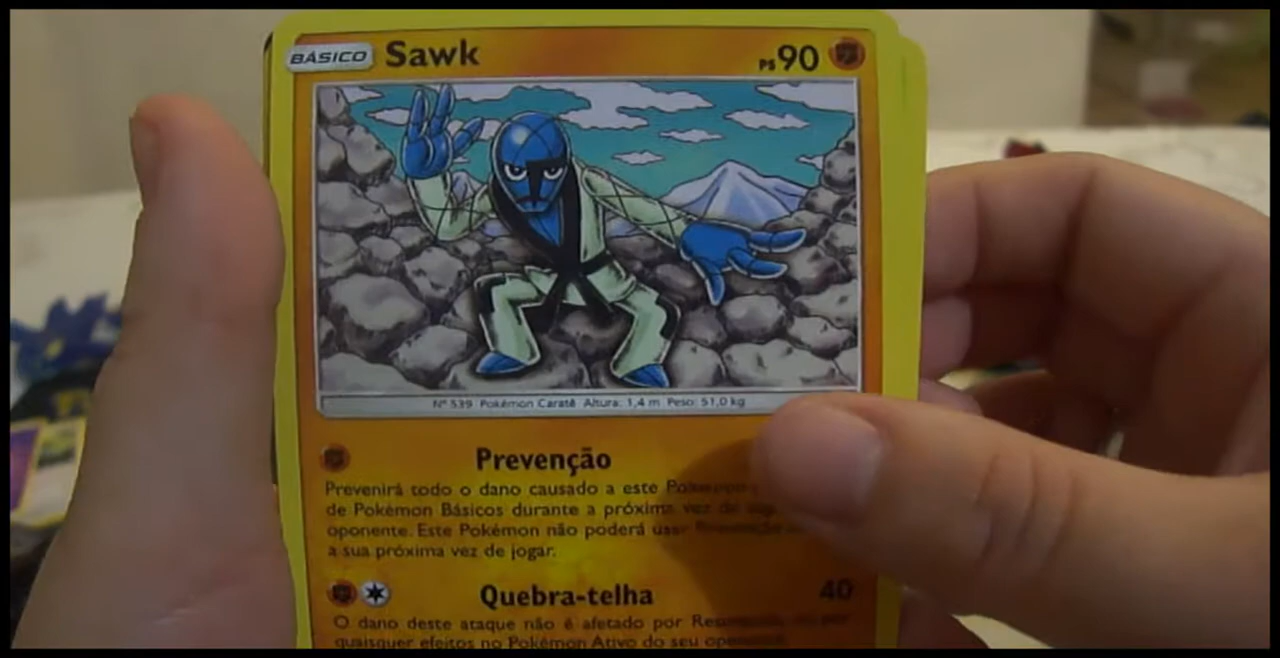 BÁSICO Sawk PS90
Nº 539 Pokémon Caratê Altura: 1,4 m Peso: 51,0 kg
Prevenção
Prevenirá todo o dano causado a este Pokémon
de Pokémon Básicos durante a próxima vez de
oponente. Este Pokémon não poderá usar Prevenção
a sua próxima vez de jogar.
Quebra-telha 40
O dano deste ataque não é afetado por
quaisquer efeitos no Pokémon Ativo do seu